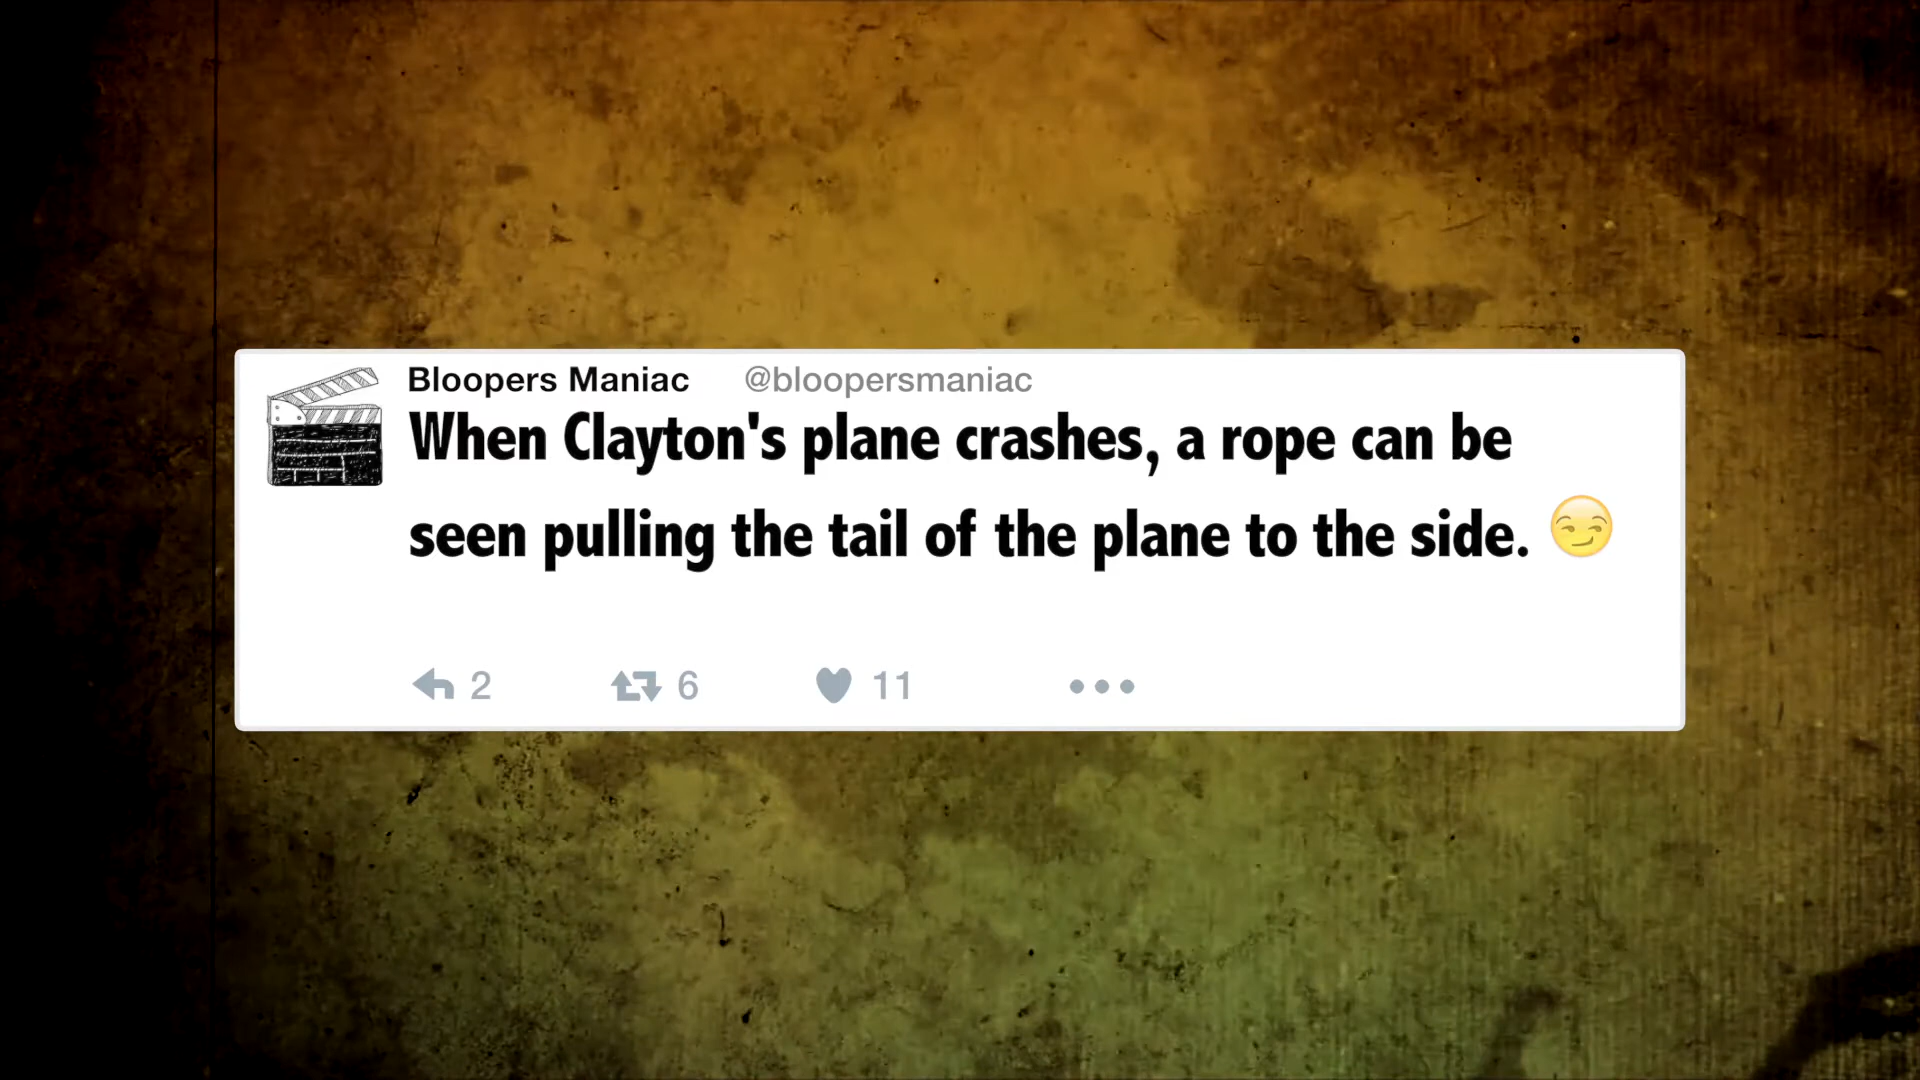 Bloopers Maniac @bloopersmaniac
When Clayton's plane crashes, a rope can be
seen pulling the tail of the plane to the side. 😏
2 6 11